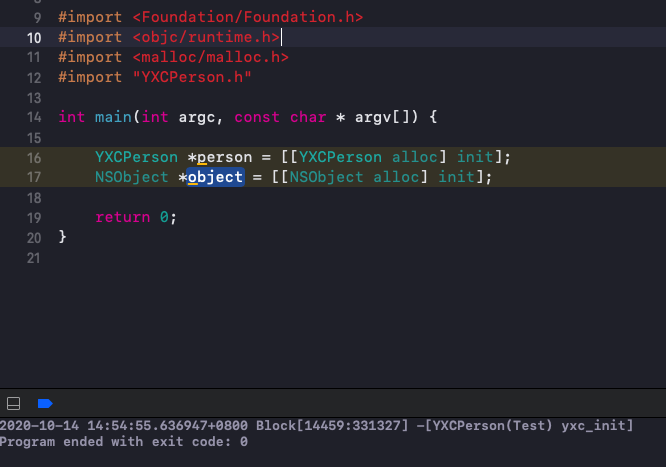 9 #import <Foundation/Foundation.h>
10 #import <objc/runtime.h>
11 #import <malloc/malloc.h>
12 #import "YXCPerson.h"
13
14 int main(int argc, const char * argv[]) {
15
16 YXCPerson *person = [[YXCPerson alloc] init];
17 NSObject *object = [[NSObject alloc] init];
18
19 return 0;
20 }
21
2020-10-14 14:54:55.636947+0800 Block[14459:331327] -[YXCPerson(Test) yxc_init]
Program ended with exit code: 0